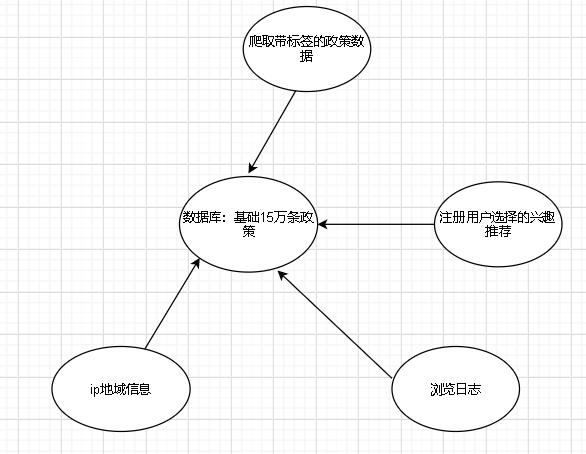 爬取带标签的政策数
据
数据库：基础15万条政
策
注册用户选择的兴趣
推荐
ip地域信息
浏览日志